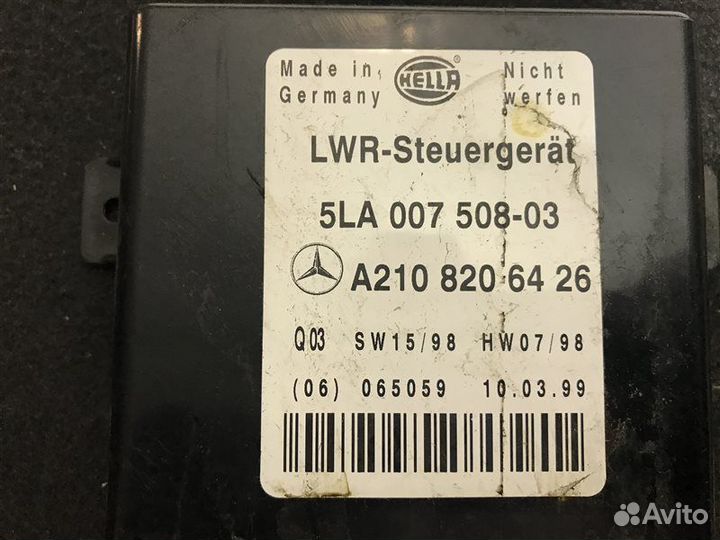 Made in
Germany
HELLA
®
Nicht
werfen
LWR-Steuergerät
5LA 007 508-03
A210 820 64 26
Q03 SW15/98 HW07/98
(06) 065059 10.03.99
Avito